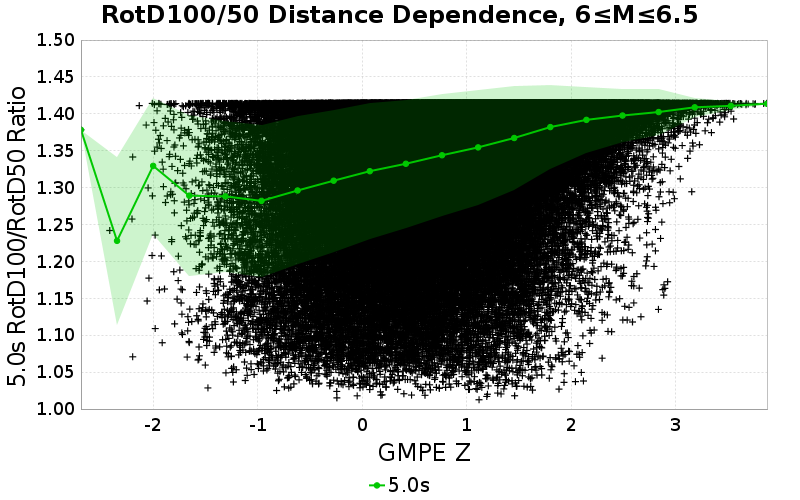 RotD100/50 Distance Dependence, 6≤M≤6.5
5.0s RotD100/RotD50 Ratio
1.50
1.45
1.40
1.35
1.30
1.25
1.20
1.15
1.10
1.05
1.00
-2 -1 0 1 2 3
GMPE Z
5.0s